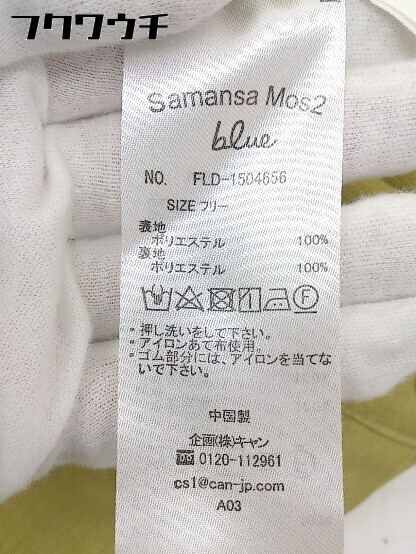 フクワウチ
Samansa Mos2
blue
NO. FLD-1504656
SIZE フリー
表地
ポリエステル 100%
裏地
ポリエステル 100%
* 押し洗いをして下さい。
* アイロンあて布使用。
* ゴム部分には、アイロンを当てな
いで下さい。
中国製
企画(株)キャン
0120-112961
cs1@can-jp.com
A03